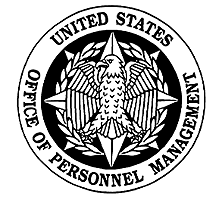 UNITED STATES
OFFICE OF PERSONNEL MANAGEMENT